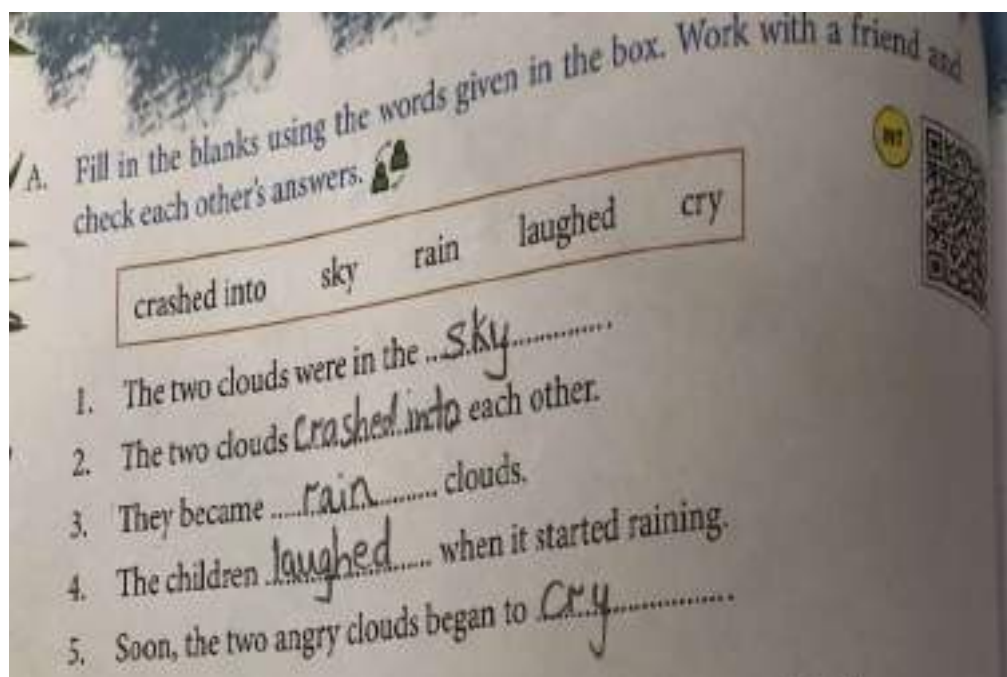 A. Fill in the blanks using the words given in the box. Work with a friend and
check each other's answers.
crashed into sky rain laughed cry
1. The two clouds were in the ...sky..............
2. The two clouds Crashed into each other.
3. They became .....rain......... clouds.
4. The children .laughed...... when it started raining.
5. Soon, the two angry clouds began to .Cry..................